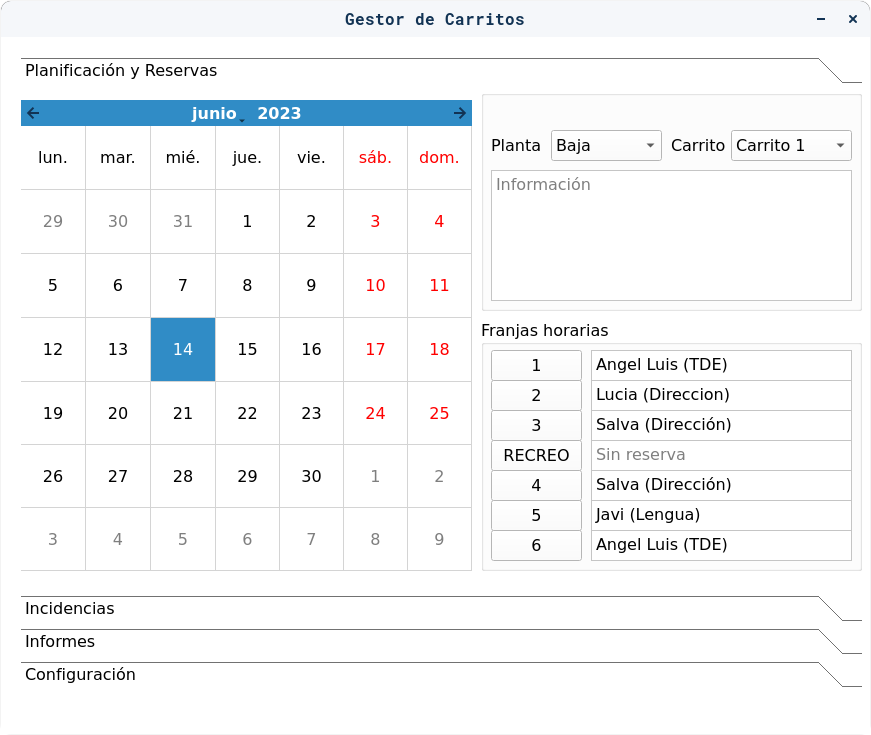 Gestor de Carritos
Planificación y Reservas
junio 2023
lun. mar. mié. jue. vie. sáb. dom.
29 30 31 1 2 3 4
5 6 7 8 9 10 11
12 13 14 15 16 17 18
19 20 21 22 23 24 25
26 27 28 29 30 1 2
3 4 5 6 7 8 9
Planta Baja Carrito Carrito 1
Información
Franjas horarias
1 Angel Luis (TDE)
2 Lucia (Direccion)
3 Salva (Dirección)
RECREO Sin reserva
4 Salva (Dirección)
5 Javi (Lengua)
6 Angel Luis (TDE)
Incidencias
Informes
Configuración